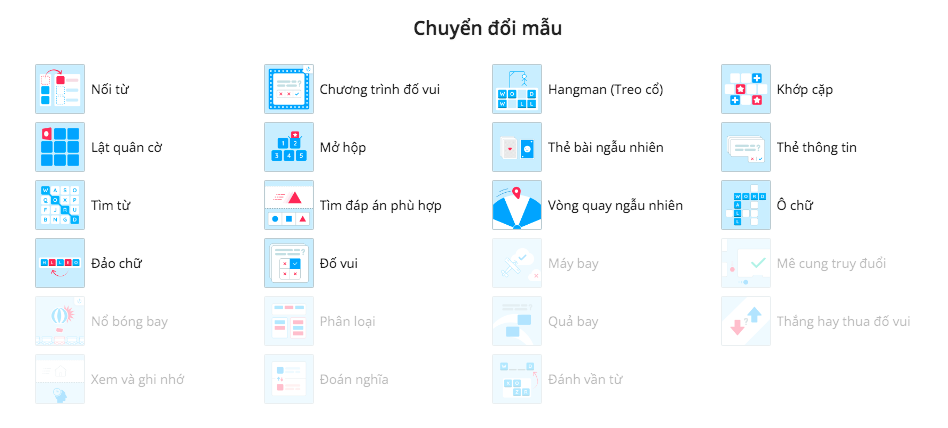 Chuyển đổi mẫu
Nối từ
Chương trình đố vui
Hangman (Treo cổ)
Khớp cặp
Lật quân cờ
Mở hộp
Thẻ bài ngẫu nhiên
Thẻ thông tin
Tìm từ
Tìm đáp án phù hợp
Vòng quay ngẫu nhiên
Ô chữ
Đảo chữ
Đố vui
Máy bay
Mê cung truy đuổi
Nổ bóng bay
Phân loại
Quả bay
Thắng hay thua đố vui
Xem và ghi nhớ
Đoán nghĩa
Đánh vần từ